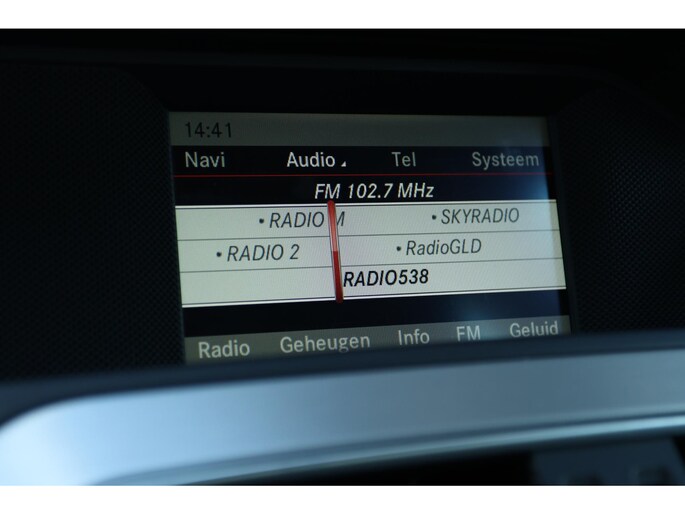 14:41
Navi Audio Tel Systeem
FM 102.7 MHz
• RADIO M • SKYRADIO
• RADIO 2 • RadioGLD
RADIO538
Radio Geheugen Info FM Geluid